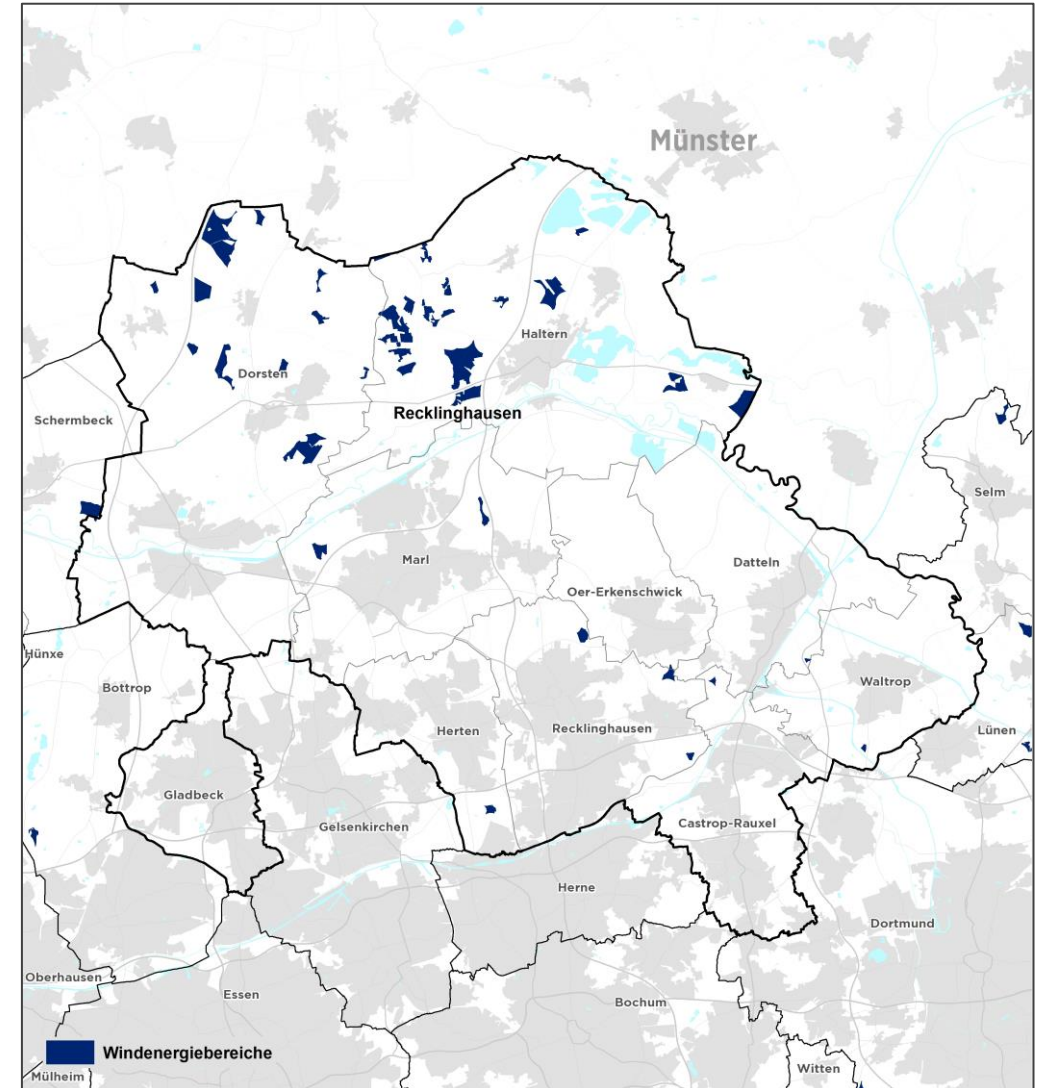 Münster
Haltern
Dorsten
Recklinghausen
Schermbeck
Selm
Marl
Datteln
Oer-Erkenschwick
Hünxe
Bottrop
Waltrop
Herten
Recklinghausen
Lünen
Gladbeck
Gelsenkirchen
Castrop-Rauxel
Herne
Dortmund
Oberhausen
Essen
Bochum
Windenergiebereiche
Mülheim
Witten